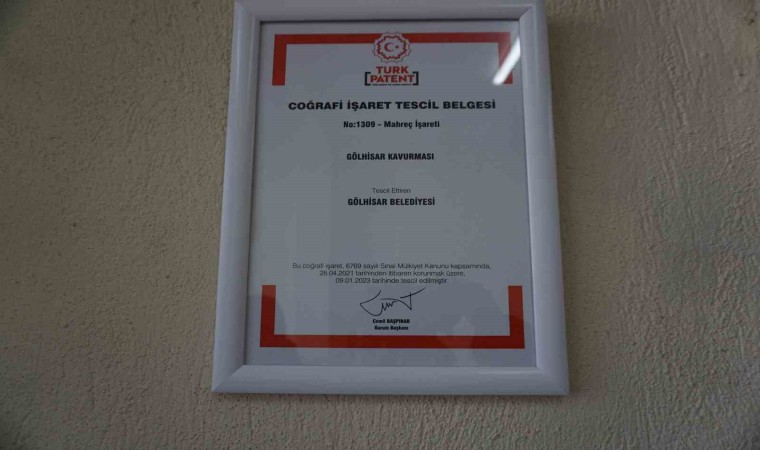 TÜRK
PATENT
COĞRAFİ İŞARET TESCİL BELGESİ
No:1309 - Mahreç İşareti
GÖLHİSAR KAVURMASI
Tescil Ettiren
GÖLHİSAR BELEDİYESİ
Bu coğrafi işaret, 6769 sayılı Sınai Mülkiyet Kanunu kapsamında,
28.04.2021 tarihinden itibaren korunmak üzere,
09.01.2023 tarihinde tescil edilmiştir.
Cemil BAŞPINAR
Kurum Başkanı